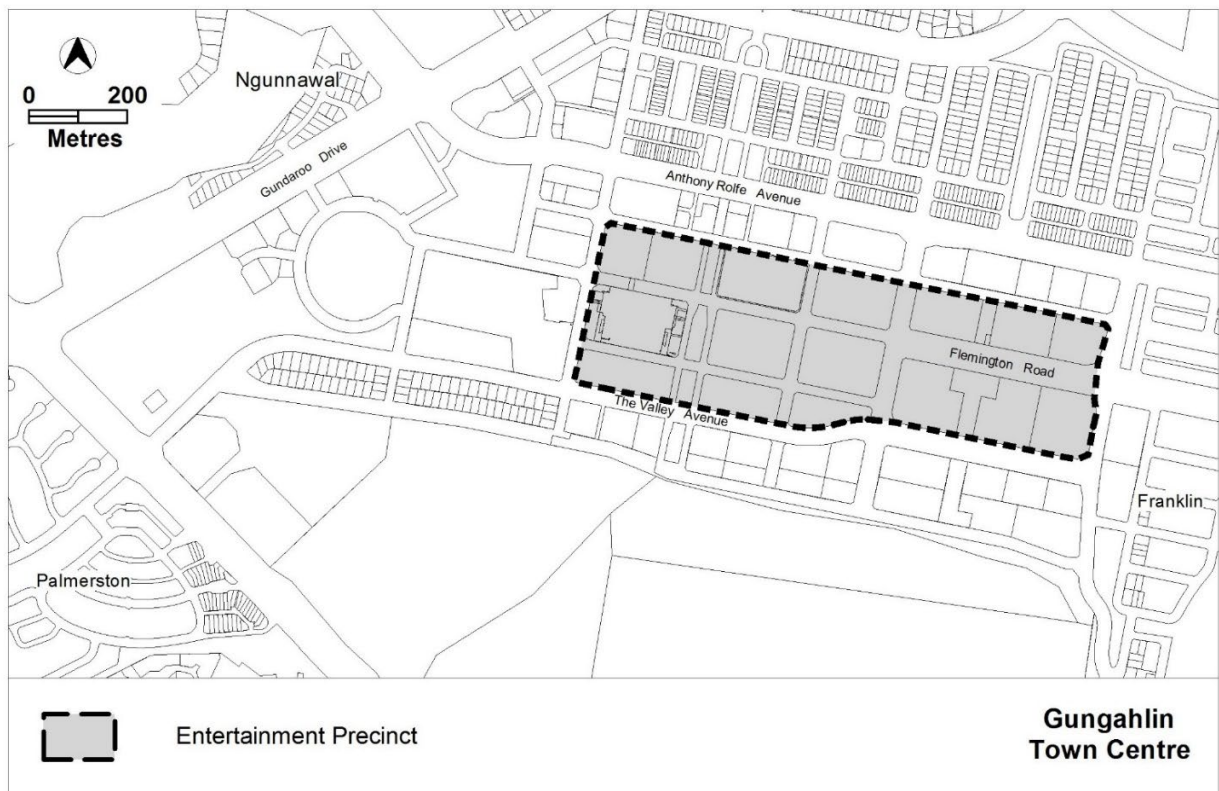 Ngunnawal
0 200
Metres
Gundaroo Drive
Anthony Rolfe Avenue
Flemington Road
The Valley Avenue
Franklin
Palmerston
Entertainment Precinct
Gungahlin
Town Centre